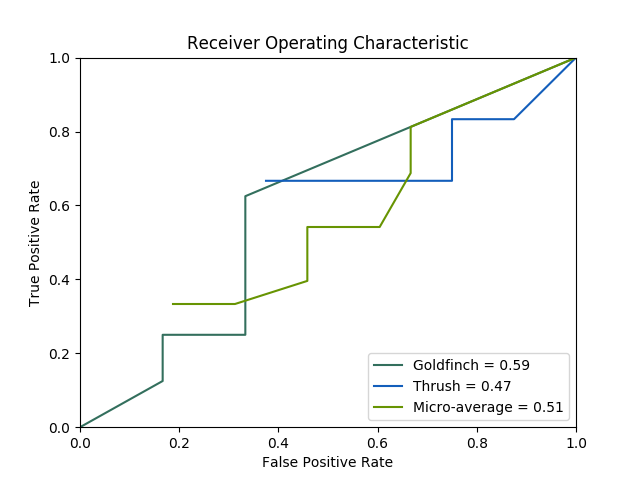 Receiver Operating Characteristic
1.0
0.8
0.6
0.4
0.2
0.0
True Positive Rate
Goldfinch = 0.59
Thrush = 0.47
Micro-average = 0.51
0.0 0.2 0.4 0.6 0.8 1.0
False Positive Rate